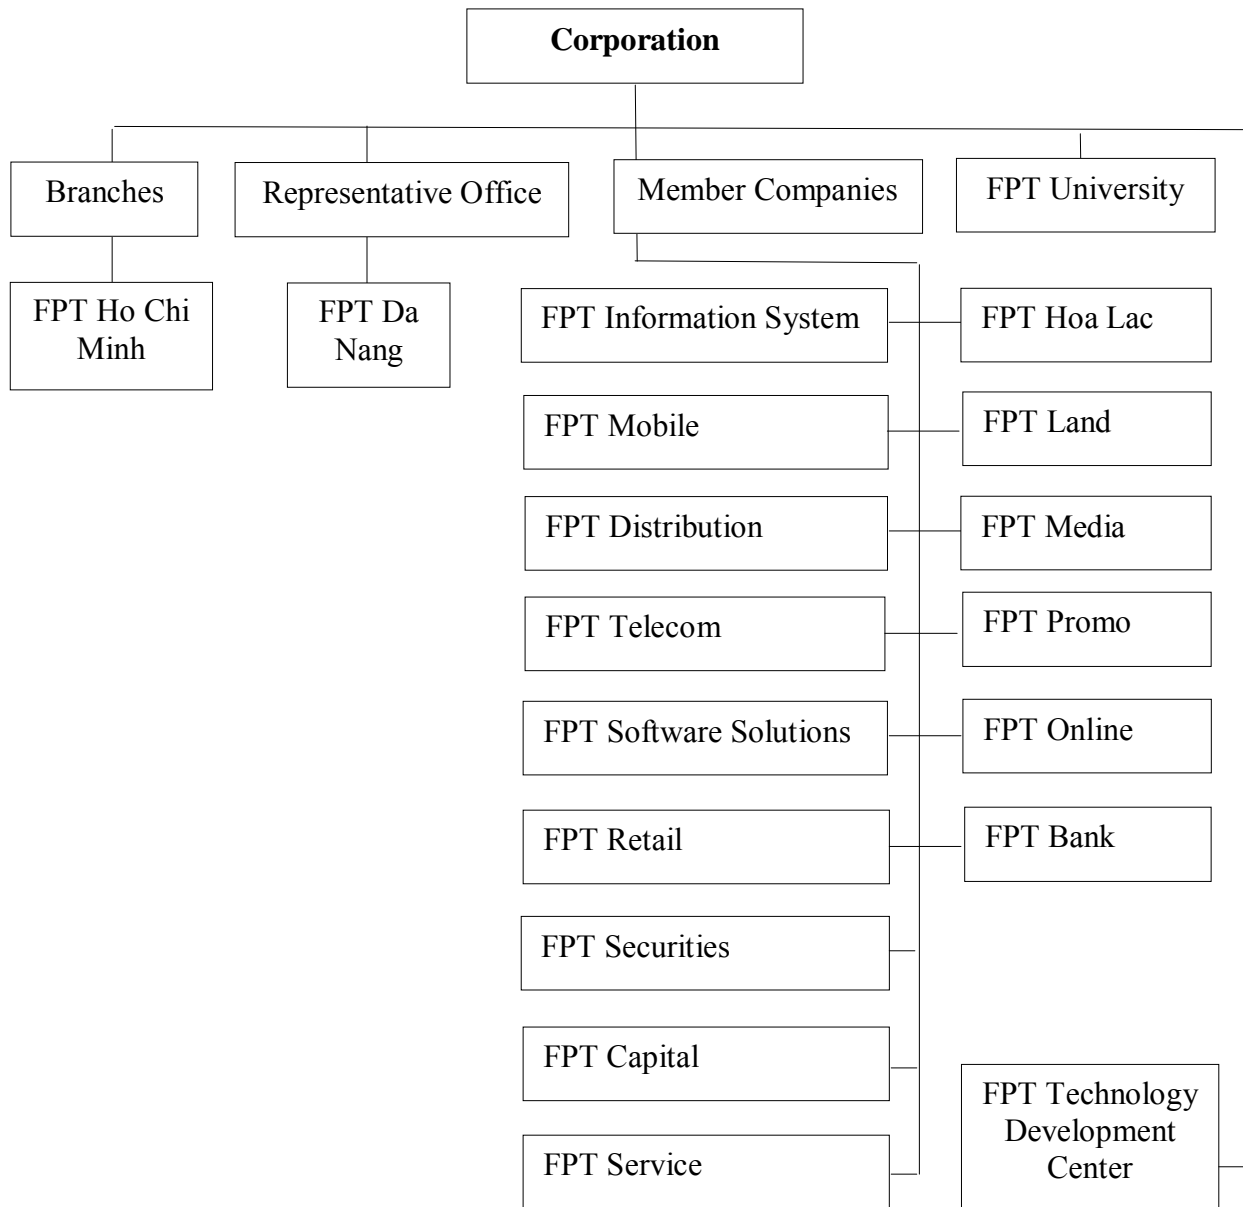 Corporation
Branches
Representative Office
Member Companies
FPT University
FPT Ho Chi
Minh
FPT Da
Nang
FPT Information System
FPT Hoa Lac
FPT Mobile
FPT Land
FPT Distribution
FPT Media
FPT Telecom
FPT Promo
FPT Software Solutions
FPT Online
FPT Retail
FPT Bank
FPT Securities
FPT Capital
FPT Technology
Development
Center
FPT Service